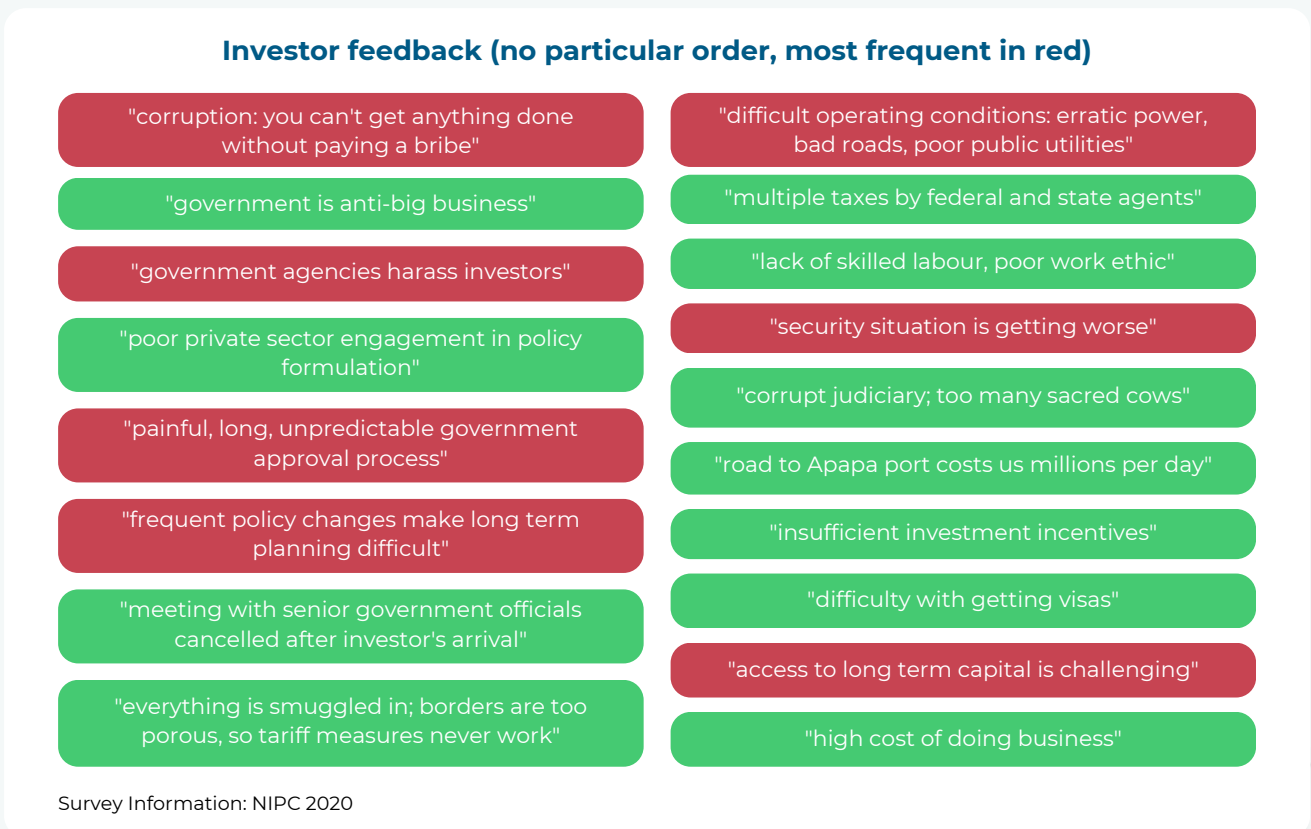 Investor feedback (no particular order, most frequent in red)
"corruption: you can't get anything done
without paying a bribe"
"government is anti-big business"
"government agencies harass investors"
"poor private sector engagement in policy
formulation"
"painful, long, unpredictable government
approval process"
"frequent policy changes make long term
planning difficult"
"meeting with senior government officials
cancelled after investor's arrival"
"everything is smuggled in; borders are too
porous, so tariff measures never work"
"difficult operating conditions: erratic power,
bad roads, poor public utilities"
"multiple taxes by federal and state agents"
"lack of skilled labour, poor work ethic"
"security situation is getting worse"
"corrupt judiciary; too many sacred cows"
"road to Apapa port costs us millions per day"
"insufficient investment incentives"
"difficulty with getting visas"
"access to long term capital is challenging"
"high cost of doing business"
Survey Information: NIPC 2020